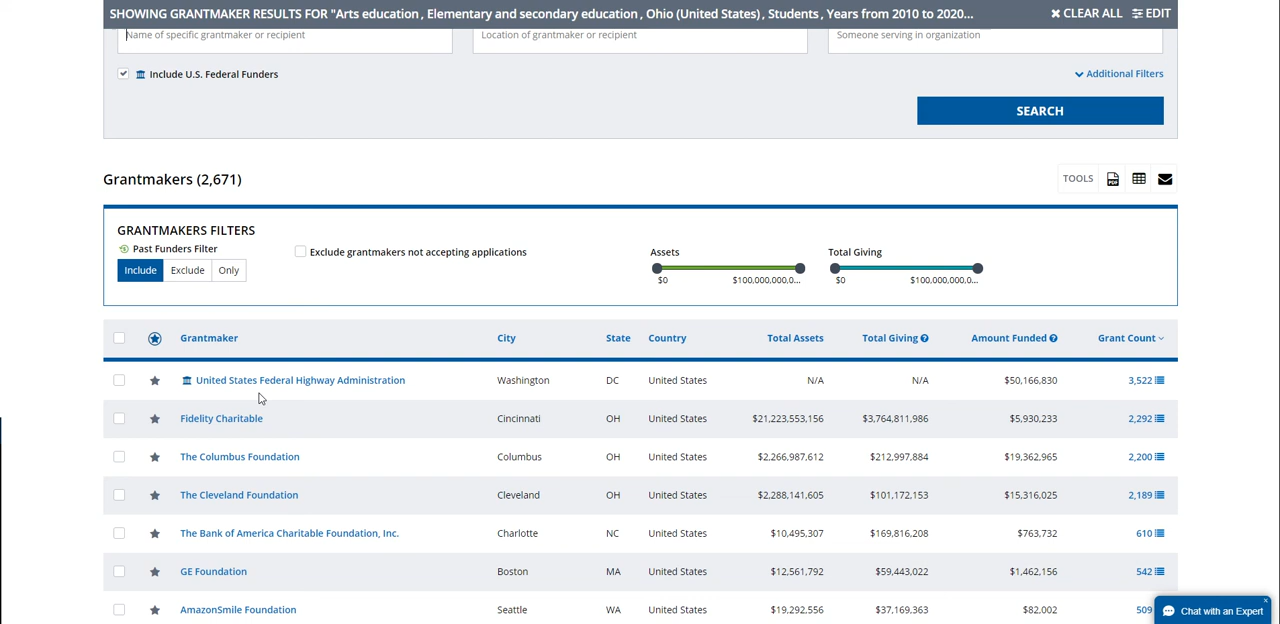 SHOWING GRANTMAKER RESULTS FOR "Arts education, Elementary and secondary education, Ohio (United States), Students, Years from 2010 to 2020... CLEAR ALL EDIT
Name of specific grantmaker or recipient Location of grantmaker or recipient Someone serving in organization
Include U.S. Federal Funders Additional Filters
SEARCH
Grantmakers (2,671) TOOLS PDF
GRANTMAKERS FILTERS
Past Funders Filter Exclude grantmakers not accepting applications Assets Total Giving
Include Exclude Only
$0 $100,000,000,0... $0 $100,000,000,0...
Grantmaker City State Country Total Assets Total Giving Amount Funded Grant Count
United States Federal Highway Administration Washington DC United States N/A N/A $50,166,830 3,522
Fidelity Charitable Cincinnati OH United States $21,223,553,156 $3,764,811,986 $5,930,233 2,292
The Columbus Foundation Columbus OH United States $2,266,987,612 $212,997,884 $19,362,965 2,200
The Cleveland Foundation Cleveland OH United States $2,288,141,605 $101,172,153 $15,316,025 2,189
The Bank of America Charitable Foundation, Inc. Charlotte NC United States $10,495,307 $169,816,208 $763,732 610
GE Foundation Boston MA United States $12,561,792 $59,443,022 $1,462,156 542
AmazonSmile Foundation Seattle WA United States $19,292,556 $37,169,363 $82,002 509
Chat with an Expert